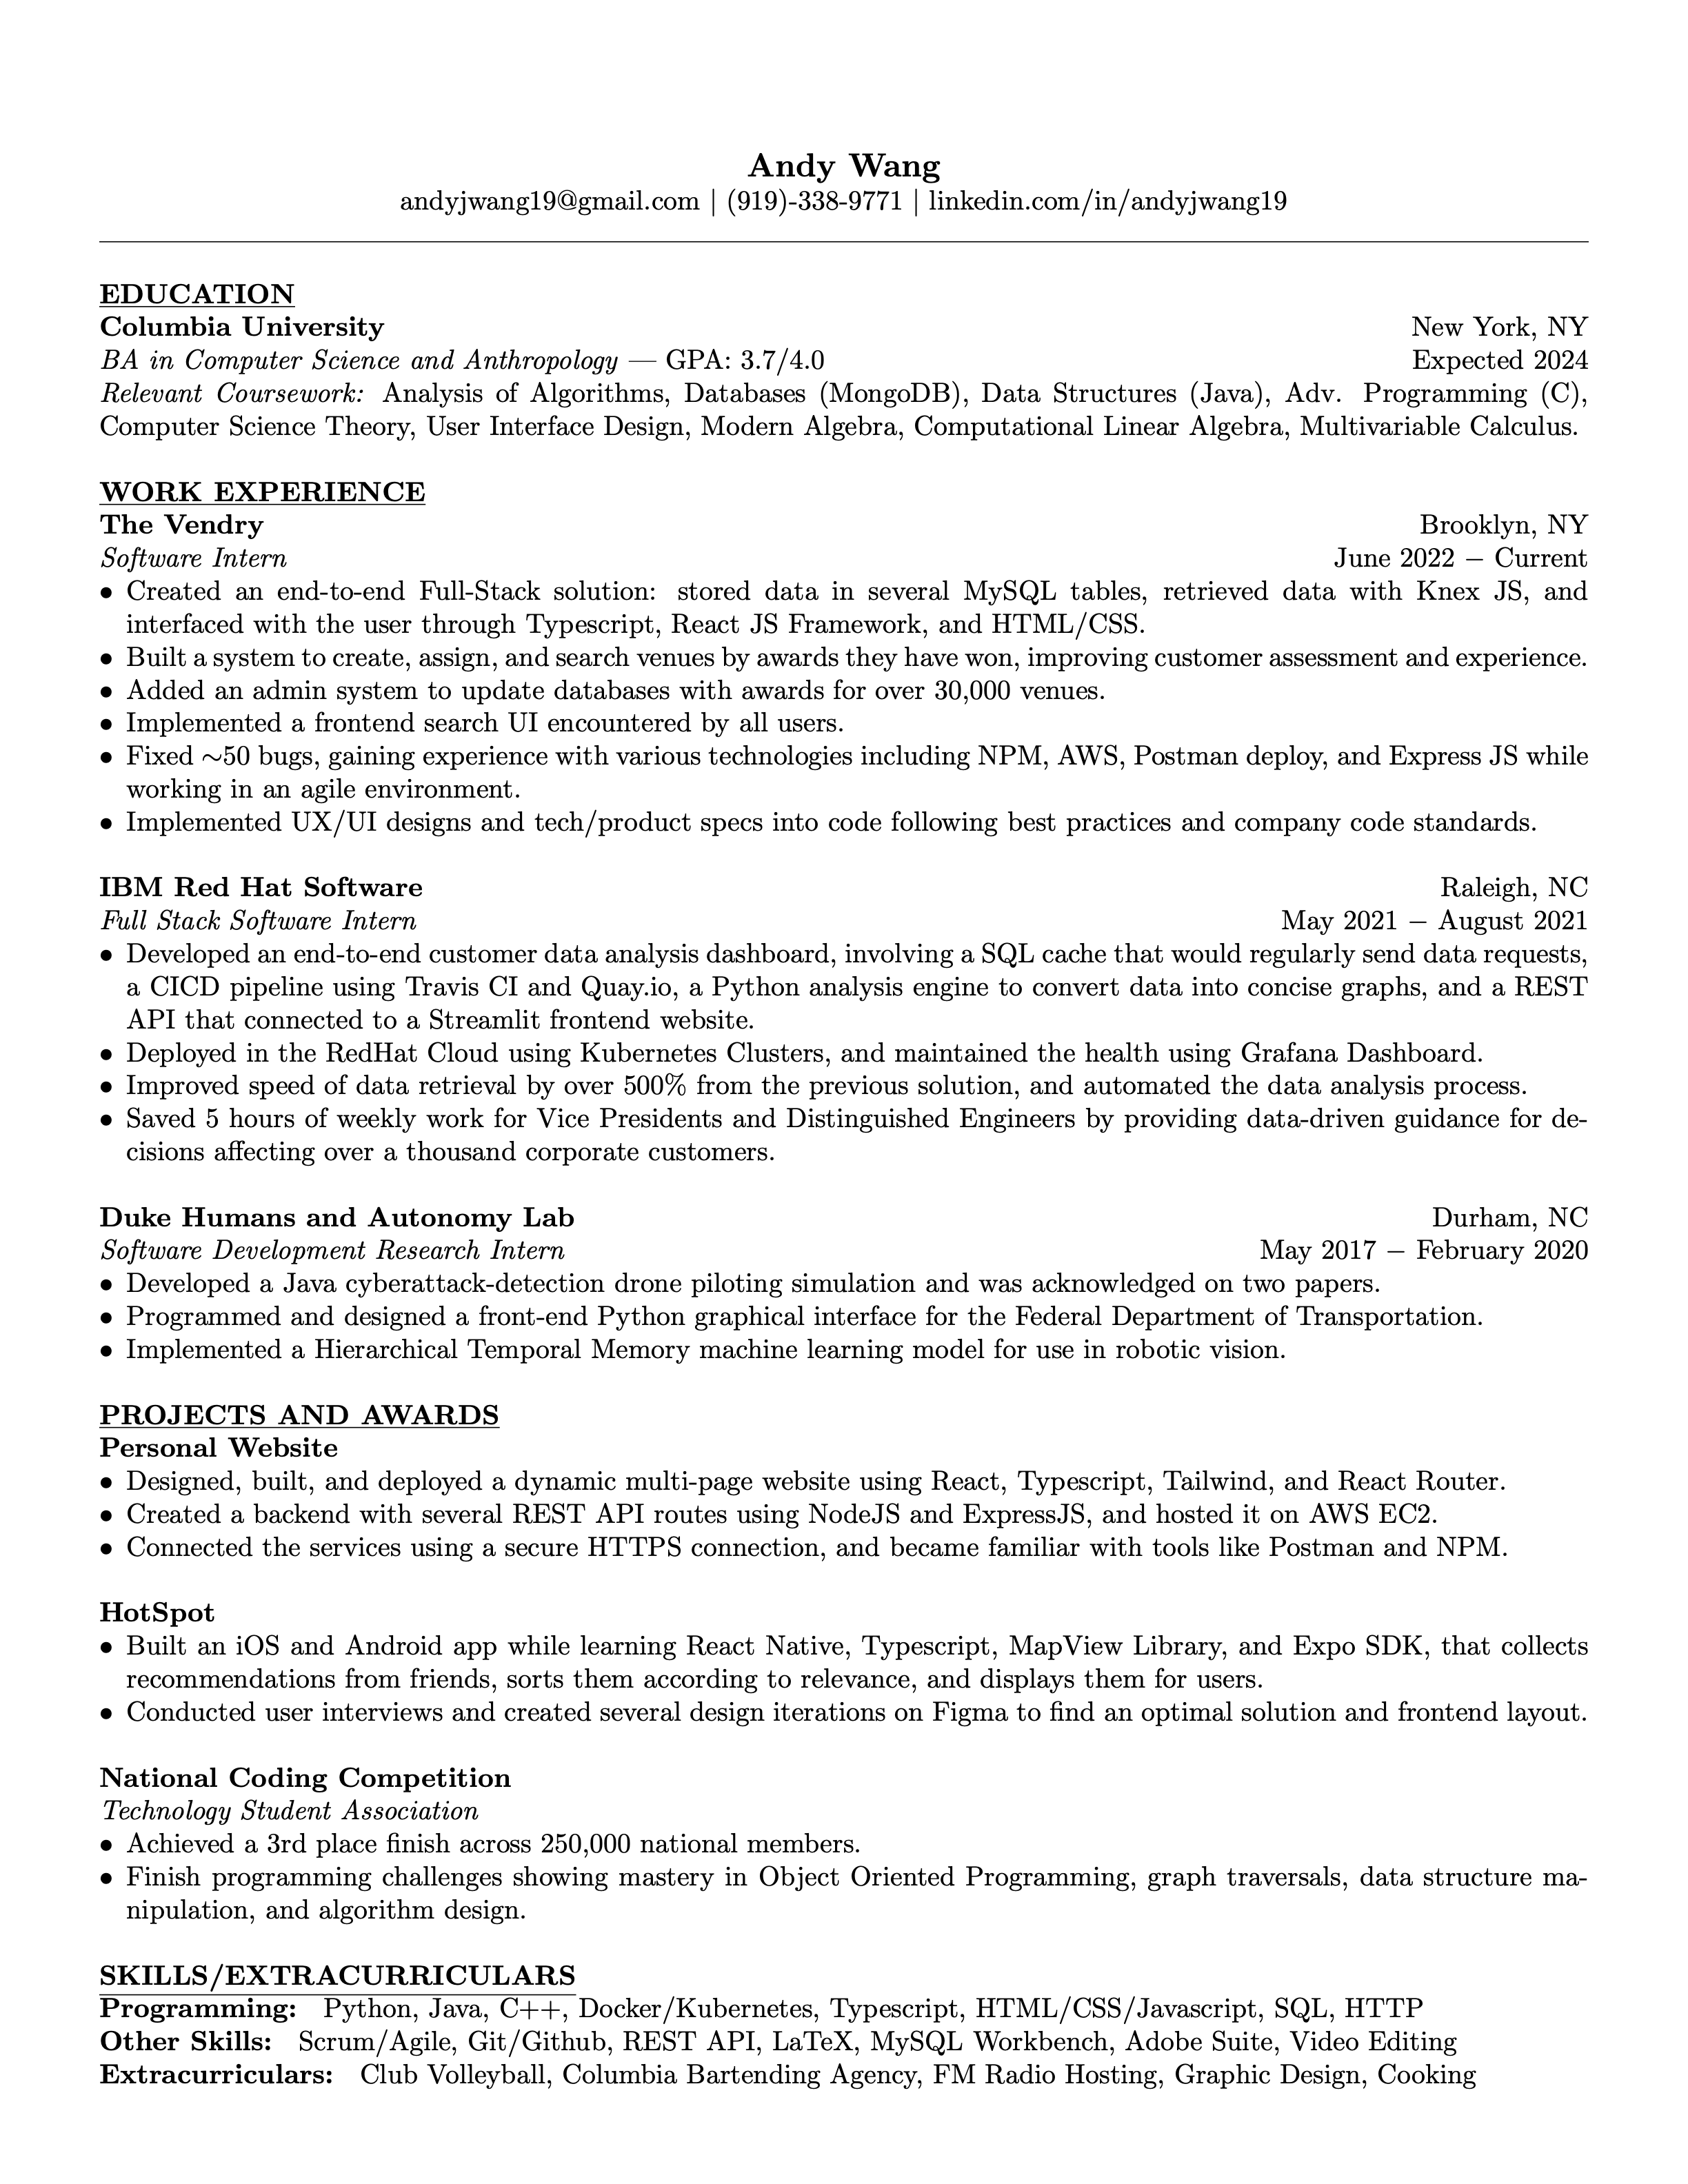 Andy Wang
andyjwang19@gmail.com | (919)-338-9771 | linkedin.com/in/andyjwang19
EDUCATION
Columbia University New York, NY
BA in Computer Science and Anthropology — GPA: 3.7/4.0 Expected 2024
Relevant Coursework: Analysis of Algorithms, Databases (MongoDB), Data Structures (Java), Adv. Programming (C),
Computer Science Theory, User Interface Design, Modern Algebra, Computational Linear Algebra, Multivariable Calculus.
WORK EXPERIENCE
The Vendry Brooklyn, NY
Software Intern June 2022 – Current
• Created an end-to-end Full-Stack solution: stored data in several MySQL tables, retrieved data with Knex JS, and
interfaced with the user through Typescript, React JS Framework, and HTML/CSS.
• Built a system to create, assign, and search venues by awards they have won, improving customer assessment and experience.
• Added an admin system to update databases with awards for over 30,000 venues.
• Implemented a frontend search UI encountered by all users.
• Fixed ~50 bugs, gaining experience with various technologies including NPM, AWS, Postman deploy, and Express JS while
working in an agile environment.
• Implemented UX/UI designs and tech/product specs into code following best practices and company code standards.
IBM Red Hat Software Raleigh, NC
Full Stack Software Intern May 2021 – August 2021
• Developed an end-to-end customer data analysis dashboard, involving a SQL cache that would regularly send data requests,
a CICD pipeline using Travis CI and Quay.io, a Python analysis engine to convert data into concise graphs, and a REST
API that connected to a Streamlit frontend website.
• Deployed in the RedHat Cloud using Kubernetes Clusters, and maintained the health using Grafana Dashboard.
• Improved speed of data retrieval by over 500% from the previous solution, and automated the data analysis process.
• Saved 5 hours of weekly work for Vice Presidents and Distinguished Engineers by providing data-driven guidance for de-
cisions affecting over a thousand corporate customers.
Duke Humans and Autonomy Lab Durham, NC
Software Development Research Intern May 2017 – February 2020
• Developed a Java cyberattack-detection drone piloting simulation and was acknowledged on two papers.
• Programmed and designed a front-end Python graphical interface for the Federal Department of Transportation.
• Implemented a Hierarchical Temporal Memory machine learning model for use in robotic vision.
PROJECTS AND AWARDS
Personal Website
• Designed, built, and deployed a dynamic multi-page website using React, Typescript, Tailwind, and React Router.
• Created a backend with several REST API routes using NodeJS and ExpressJS, and hosted it on AWS EC2.
• Connected the services using a secure HTTPS connection, and became familiar with tools like Postman and NPM.
HotSpot
• Built an iOS and Android app while learning React Native, Typescript, MapView Library, and Expo SDK, that collects
recommendations from friends, sorts them according to relevance, and displays them for users.
• Conducted user interviews and created several design iterations on Figma to find an optimal solution and frontend layout.
National Coding Competition
Technology Student Association
• Achieved a 3rd place finish across 250,000 national members.
• Finish programming challenges showing mastery in Object Oriented Programming, graph traversals, data structure ma-
nipulation, and algorithm design.
SKILLS/EXTRACURRICULARS
Programming: Python, Java, C++, Docker/Kubernetes, Typescript, HTML/CSS/Javascript, SQL, HTTP
Other Skills: Scrum/Agile, Git/Github, REST API, LaTeX, MySQL Workbench, Adobe Suite, Video Editing
Extracurriculars: Club Volleyball, Columbia Bartending Agency, FM Radio Hosting, Graphic Design, Cooking